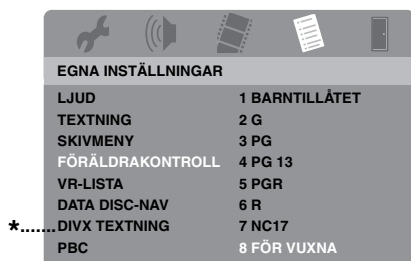 EGNA INSTÄLLNINGAR
LJUD 1 BARNTILLÅTET
TEXTNING 2 G
SKIVMENY 3 PG
FÖRÄLDRAKONTROLL 4 PG 13
VR-LISTA 5 PGR
DATA DISC-NAV 6 R
*.......DIVX TEXTNING 7 NC17
PBC 8 FÖR VUXNA